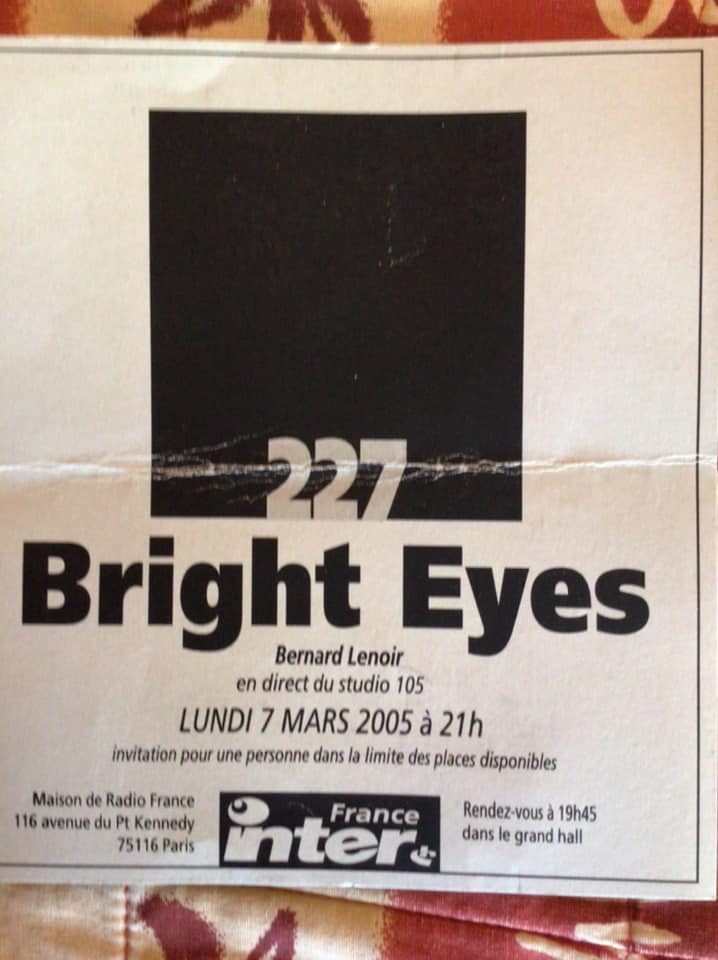 227
Bright Eyes
Bernard Lenoir
en direct du studio 105
LUNDI 7 MARS 2005 à 21h
invitation pour une personne dans la limite des places disponibles
Maison de Radio France
116 avenue du Pt Kennedy
75116 Paris
France
inter
Rendez-vous à 19h45
dans le grand hall